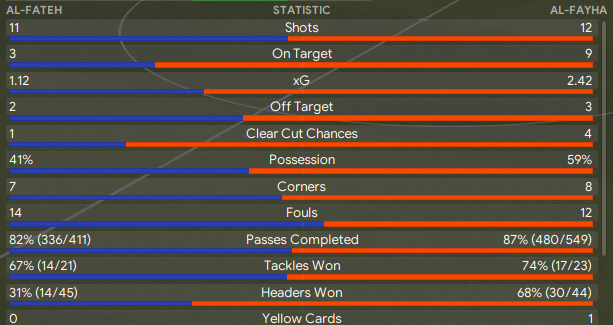 AL-FATEH STATISTIC AL-FAYHA
11 Shots 12
3 On Target 9
1.12 xG 2.42
2 Off Target 3
1 Clear Cut Chances 4
41% Possession 59%
7 Corners 8
14 Fouls 12
82% (336/411) Passes Completed 87% (480/549)
67% (14/21) Tackles Won 74% (17/23)
31% (14/45) Headers Won 68% (30/44)
0 Yellow Cards 1